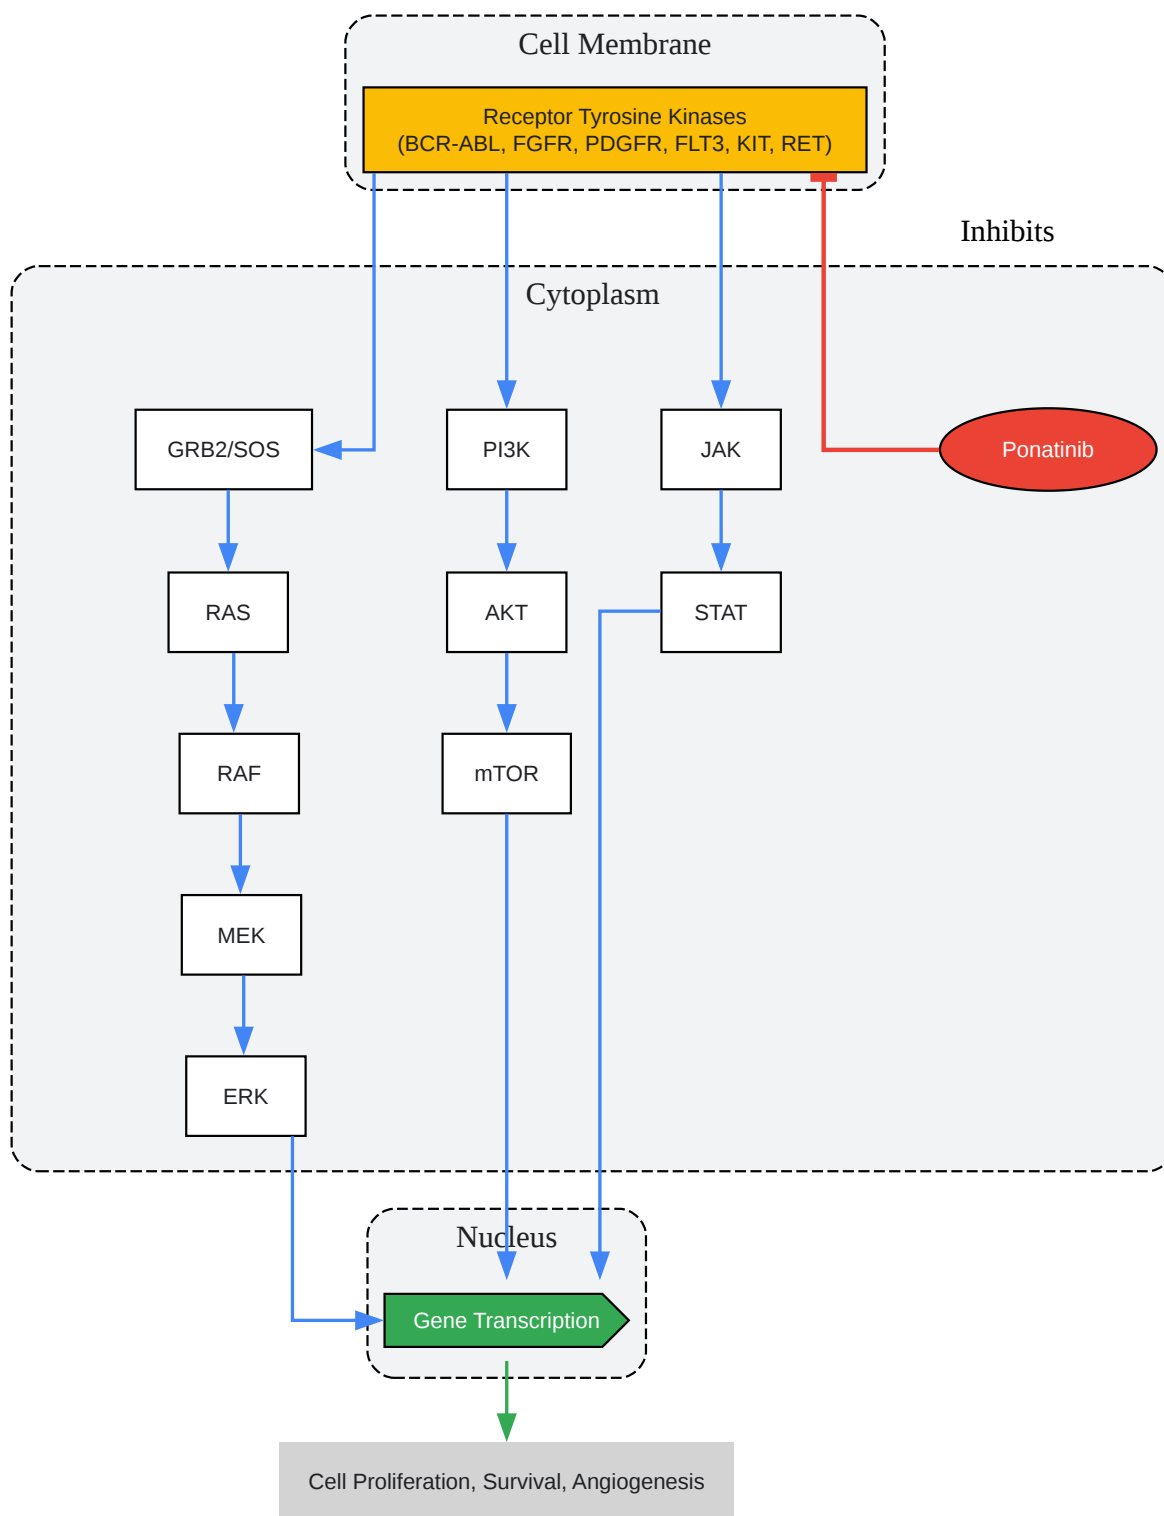 Cell Membrane
Receptor Tyrosine Kinases
(BCR-ABL, FGFR, PDGFR, FLT3, KIT, RET)
Inhibits
Cytoplasm
GRB2/SOS
PI3K
JAK
Ponatinib
RAS
AKT
STAT
RAF
mTOR
MEK
ERK
Nucleus
Gene Transcription
Cell Proliferation, Survival, Angiogenesis